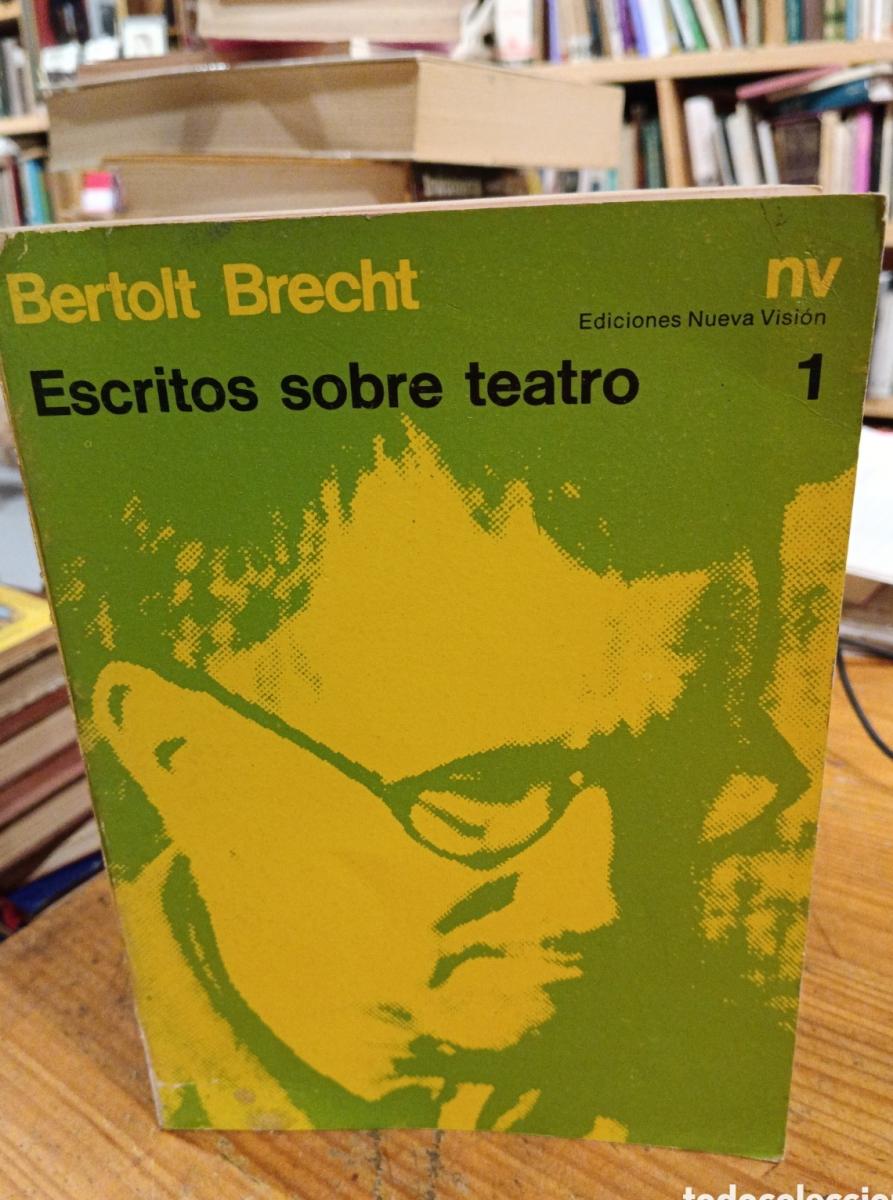 Bertolt Brecht
nv
Ediciones Nueva Visión
Escritos sobre teatro 1